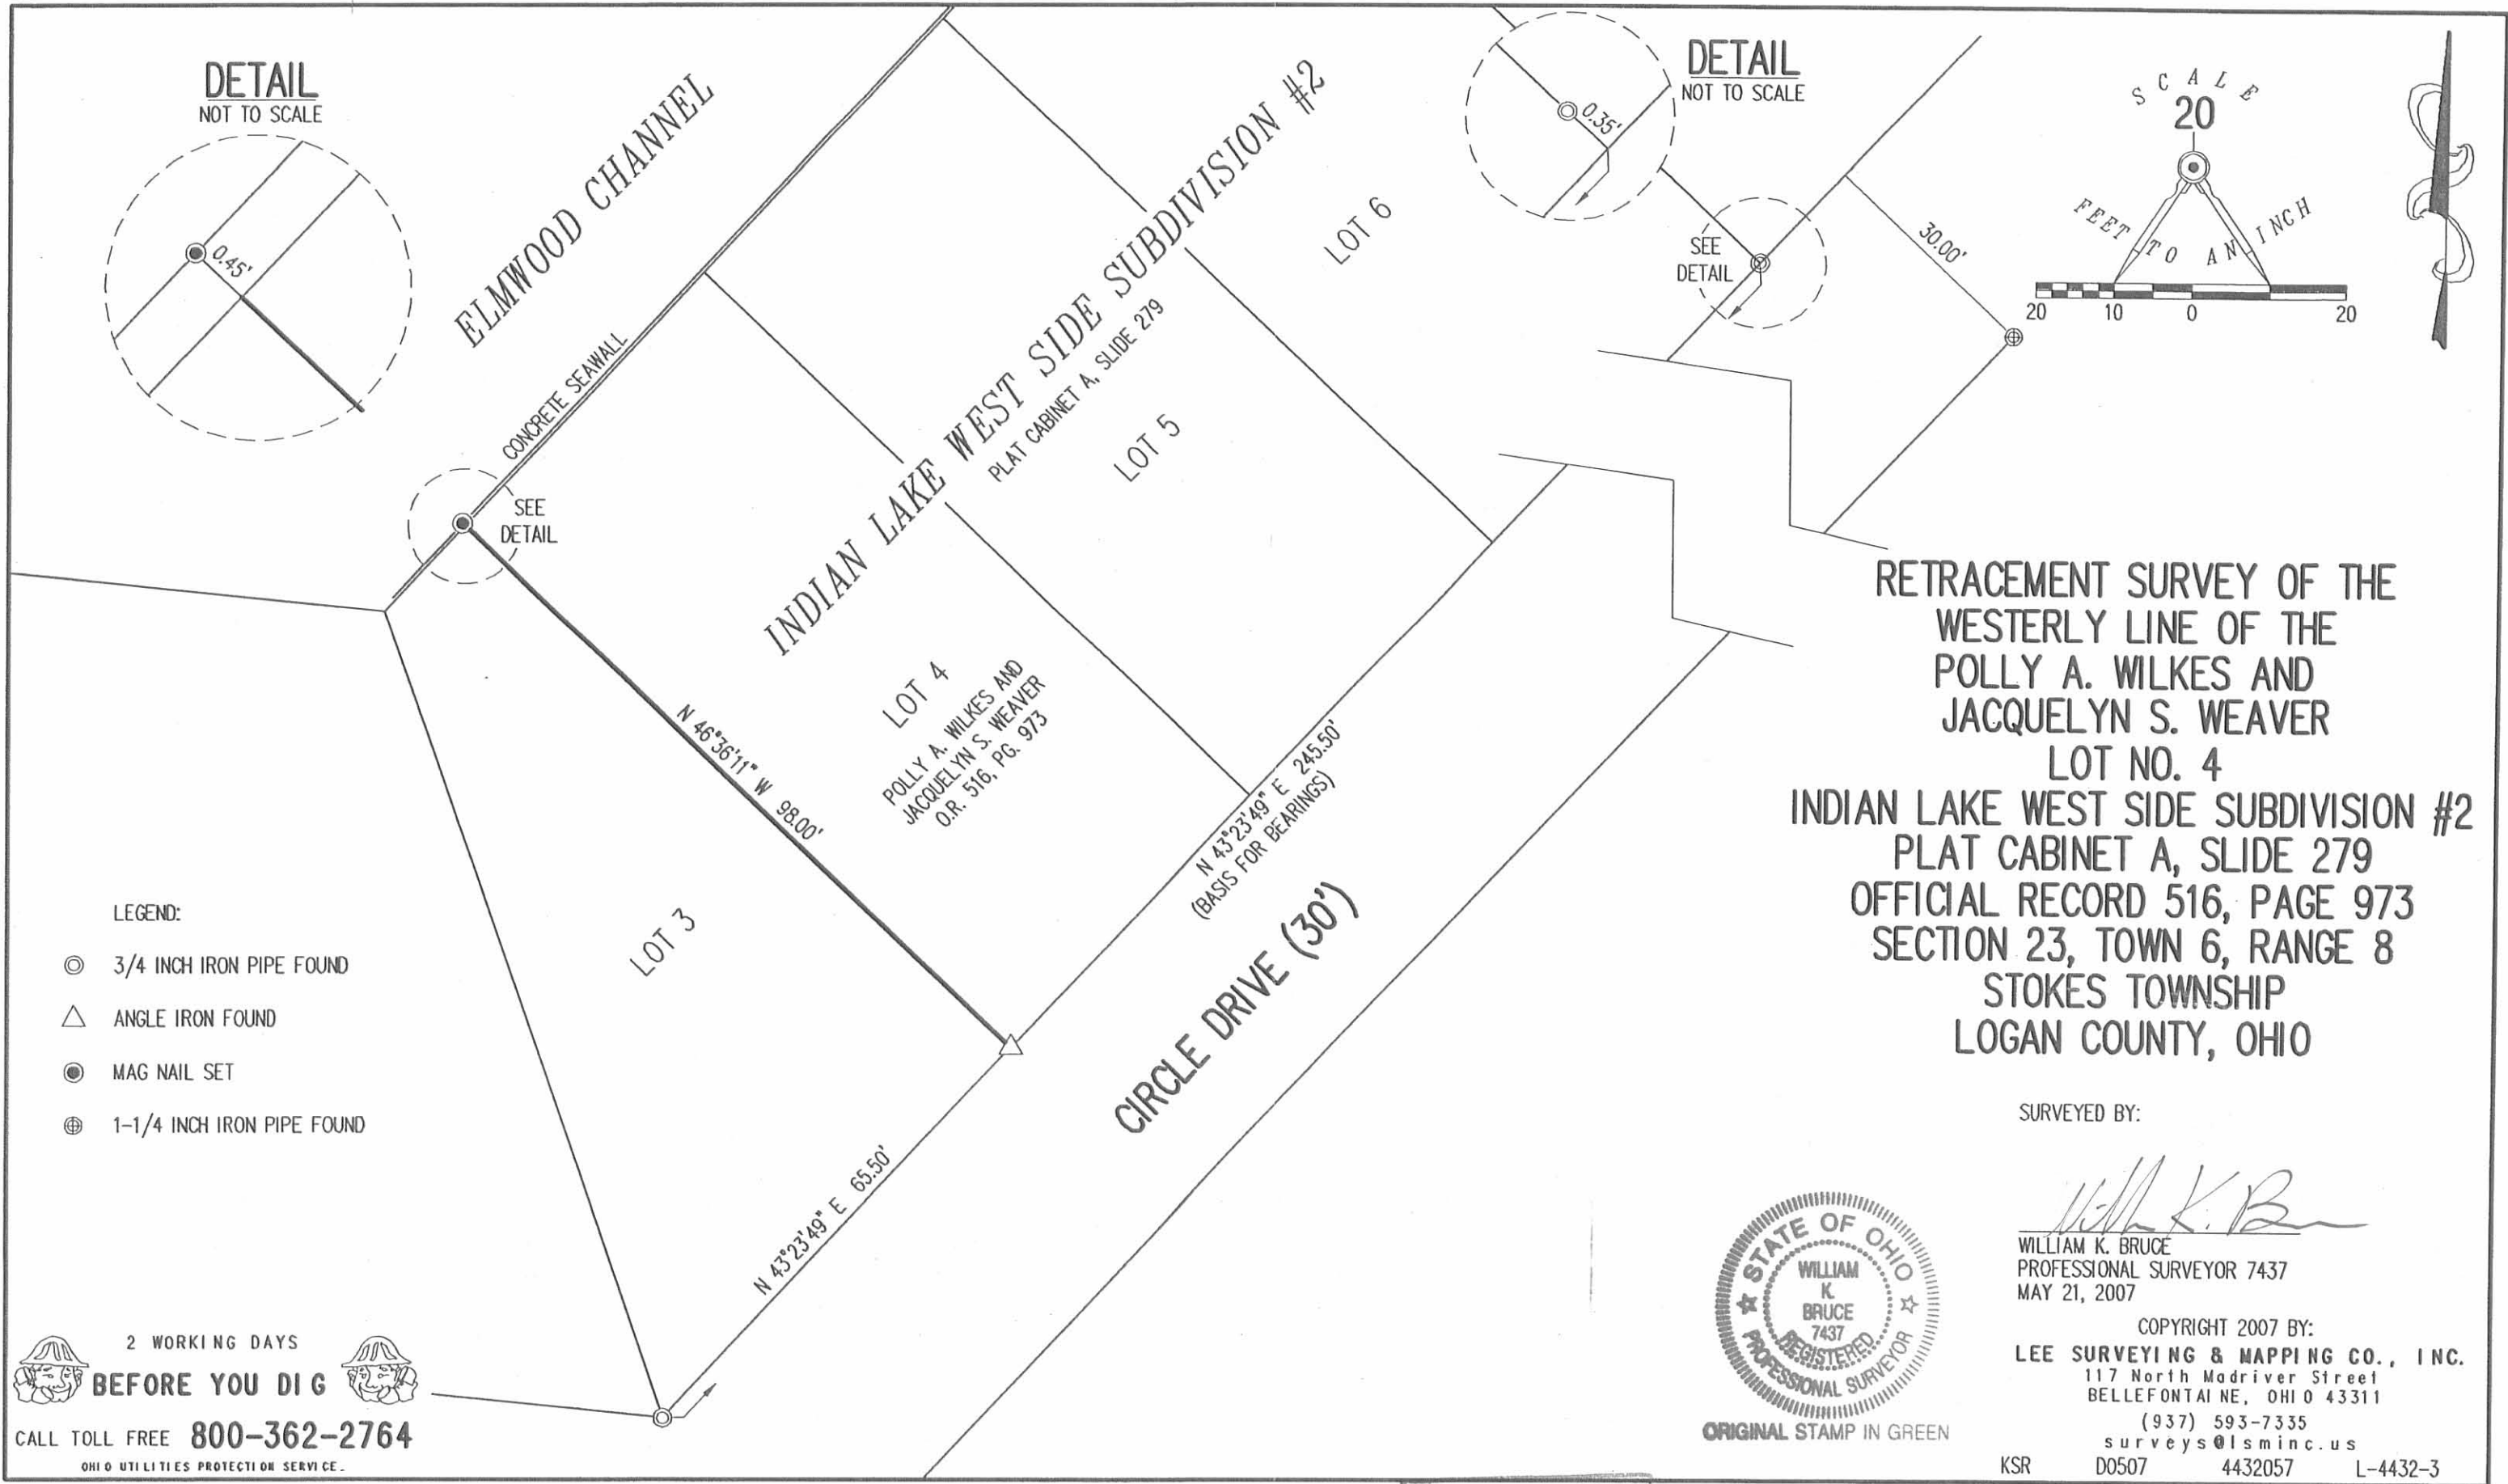 DETAIL
NOT TO SCALE
0.45'
ELMWOOD CHANNEL
CONCRETE SEAWALL
SEE
DETAIL
INDIAN LAKE WEST SIDE SUBDIVISION #2
PLAT CABINET A, SLIDE 279
LOT 6
LOT 5
LOT 4
POLLY A. WILKES AND
JACQUELYN S. WEAVER
O.R. 516, PG. 973
N 46°36'11" W 98.00'
LOT 3
N 43°23'49" E 245.50'
(BASIS FOR BEARINGS)
CIRCLE DRIVE (30')
N 43°23'49" E 65.50'
DETAIL
NOT TO SCALE
0.35'
SEE
DETAIL
30.00'
SCALE
20
FEET TO AN INCH
20 10 0 20
LEGEND:
3/4 INCH IRON PIPE FOUND
ANGLE IRON FOUND
MAG NAIL SET
1-1/4 INCH IRON PIPE FOUND
2 WORKING DAYS
BEFORE YOU DIG
CALL TOLL FREE 800-362-2764
OHIO UTILITIES PROTECTION SERVICE.
RETRACEMENT SURVEY OF THE
WESTERLY LINE OF THE
POLLY A. WILKES AND
JACQUELYN S. WEAVER
LOT NO. 4
INDIAN LAKE WEST SIDE SUBDIVISION #2
PLAT CABINET A, SLIDE 279
OFFICIAL RECORD 516, PAGE 973
SECTION 23, TOWN 6, RANGE 8
STOKES TOWNSHIP
LOGAN COUNTY, OHIO
SURVEYED BY:
William K. B
WILLIAM K. BRUCE
PROFESSIONAL SURVEYOR 7437
MAY 21, 2007
STATE OF OHIO
WILLIAM
K.
BRUCE
7437
REGISTERED
PROFESSIONAL SURVEYOR
ORIGINAL STAMP IN GREEN
COPYRIGHT 2007 BY:
LEE SURVEYING & MAPPING CO., INC.
117 North Madriver Street
BELLEFONTAINE, OHIO 43311
(937) 593-7335
surveys@lsminc.us
KSR D0507 4432057 L-4432-3